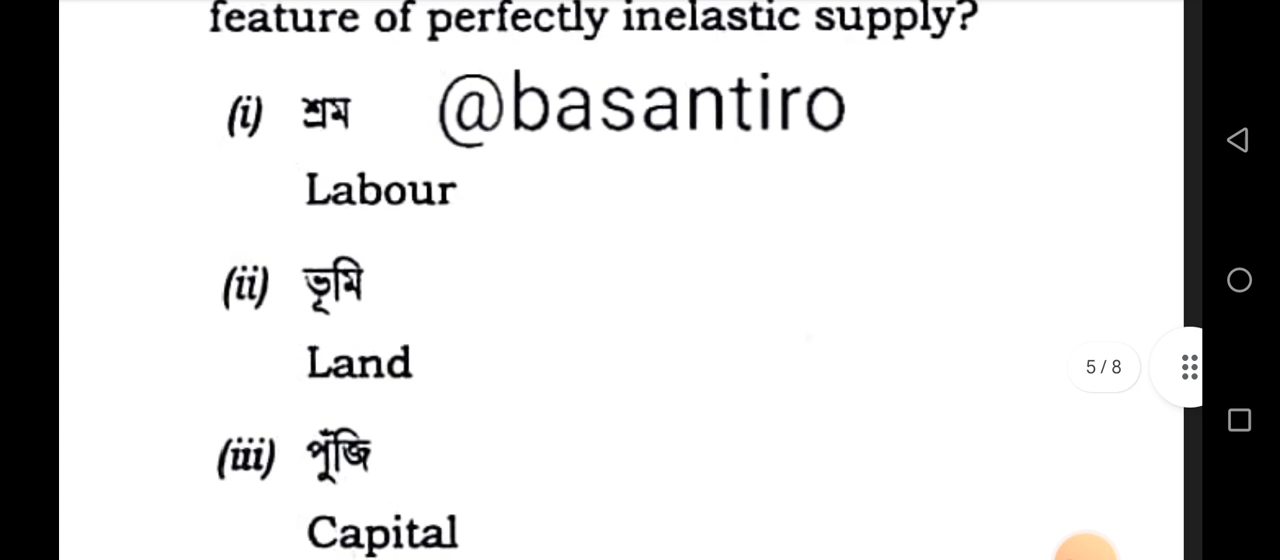 feature of perfectly inelastic supply?
(i) শ্রম @basantiro
Labour
(ii) ভূমি
Land
5 / 8
(iii) পুঁজি
Capital